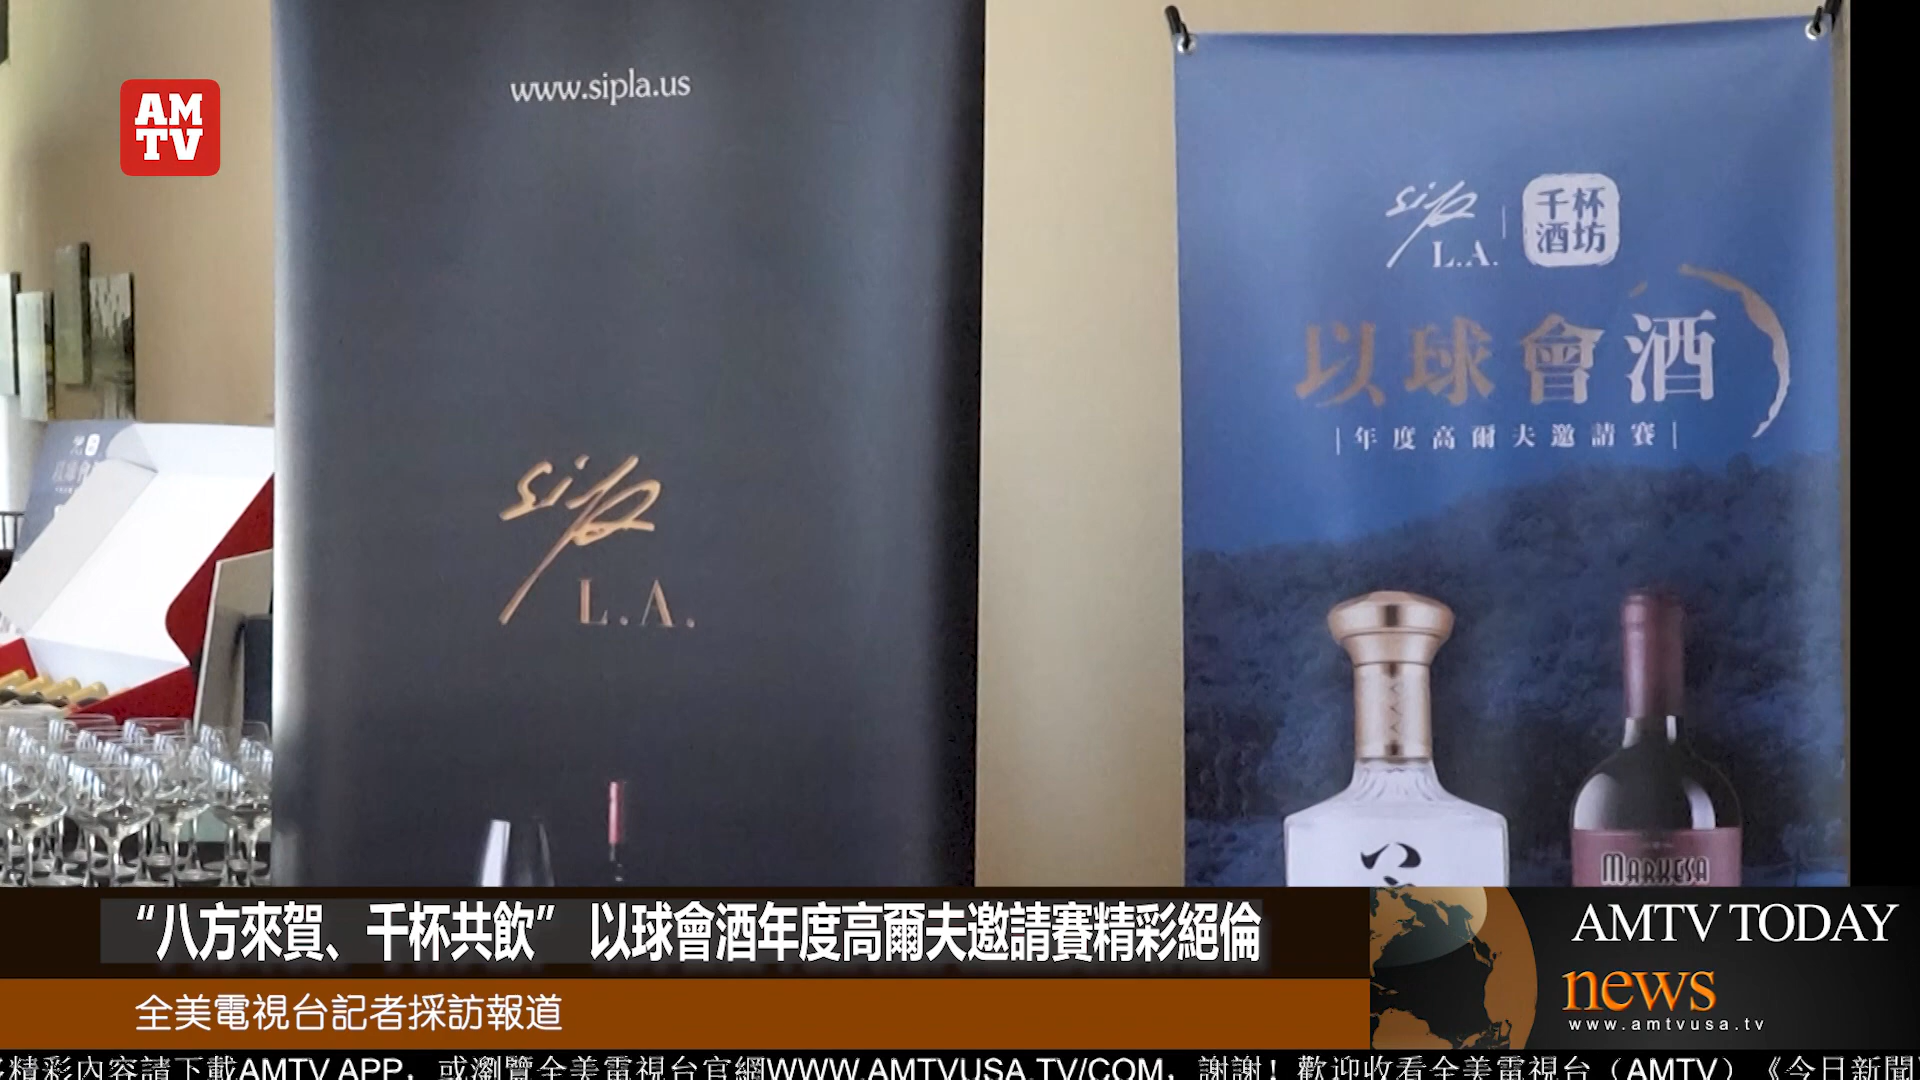 AM
TV
www.sipla.us
sip
L.A.
sip
L.A.
千杯
酒坊
以球會酒
|年度高爾夫邀請賽|
以球會
MARKESA
“八方來賀、千杯共飲” 以球會酒年度高爾夫邀請賽精彩絕倫
全美電視台記者採訪報道
AMTV TODAY
news
www.amtvusa.tv
精彩內容請下載AMTV APP，或瀏覽全美電視台官網WWW.AMTVUSA.TV/COM，謝謝！歡迎收看全美電視台（AMTV）《今日新聞